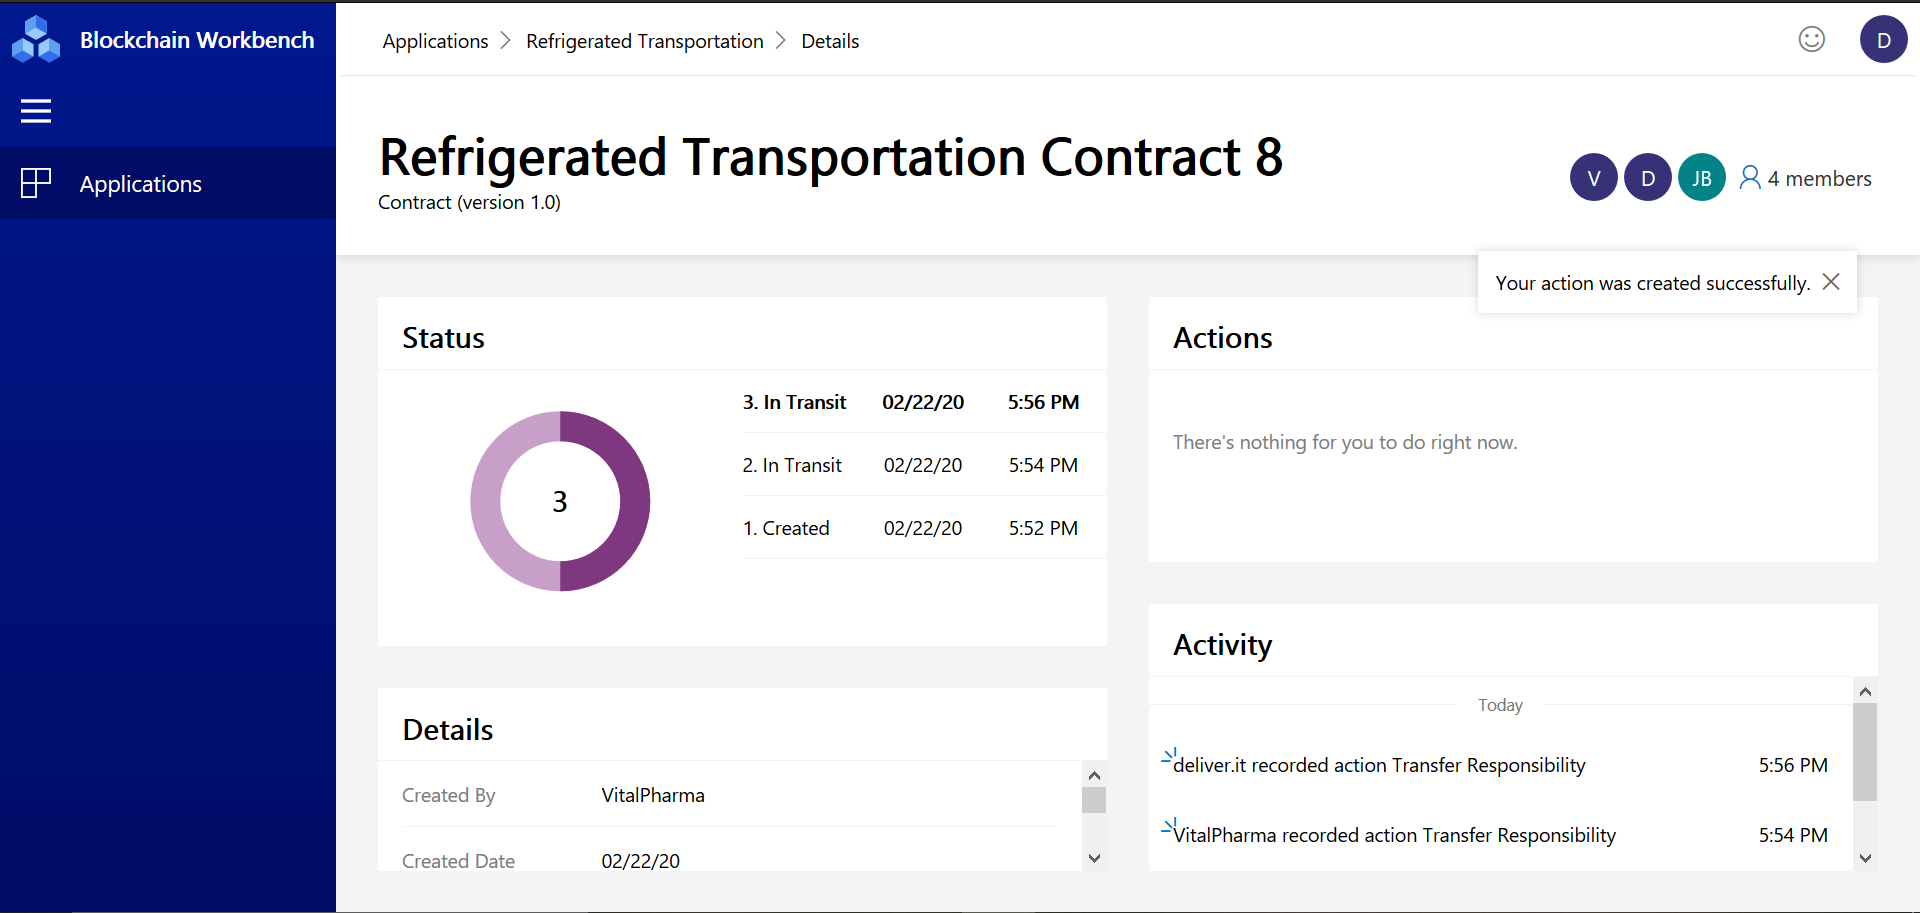 Blockchain Workbench
Applications
Applications > Refrigerated Transportation > Details
D
Refrigerated Transportation Contract 8
Contract (version 1.0)
V D JB 4 members
Your action was created successfully.
Status
3
3. In Transit 02/22/20 5:56 PM
2. In Transit 02/22/20 5:54 PM
1. Created 02/22/20 5:52 PM
Actions
There's nothing for you to do right now.
Details
Created By VitalPharma
Created Date 02/22/20
Activity
Today
deliver.it recorded action Transfer Responsibility 5:56 PM
VitalPharma recorded action Transfer Responsibility 5:54 PM